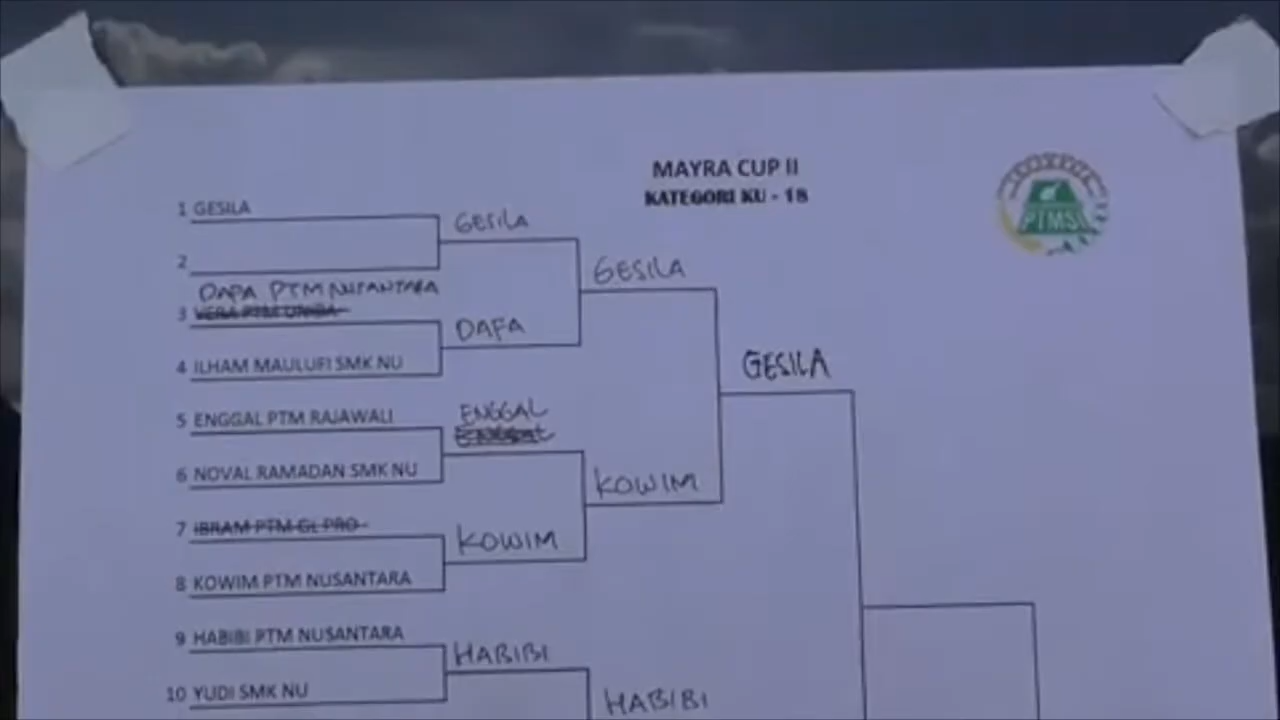 MAYRA CUP II
KATEGORI KU - 18
PTMSI
1 GESILA
GESILA
2
GESILA
DAFA PTM NUSANTARA
3 VERA PTM UNIBA
DAFA
4 ILHAM MAULUFI SMK NU
GESILA
5 ENGGAL PTM RAJAWALI
ENGGAL
6 NOVAL RAMADAN SMK NU
KOWIM
7 IBRAM PTM GL PRO
KOWIM
8 KOWIM PTM NUSANTARA
9 HABIBI PTM NUSANTARA
HABIBI
10 YUDI SMK NU
HABIBI